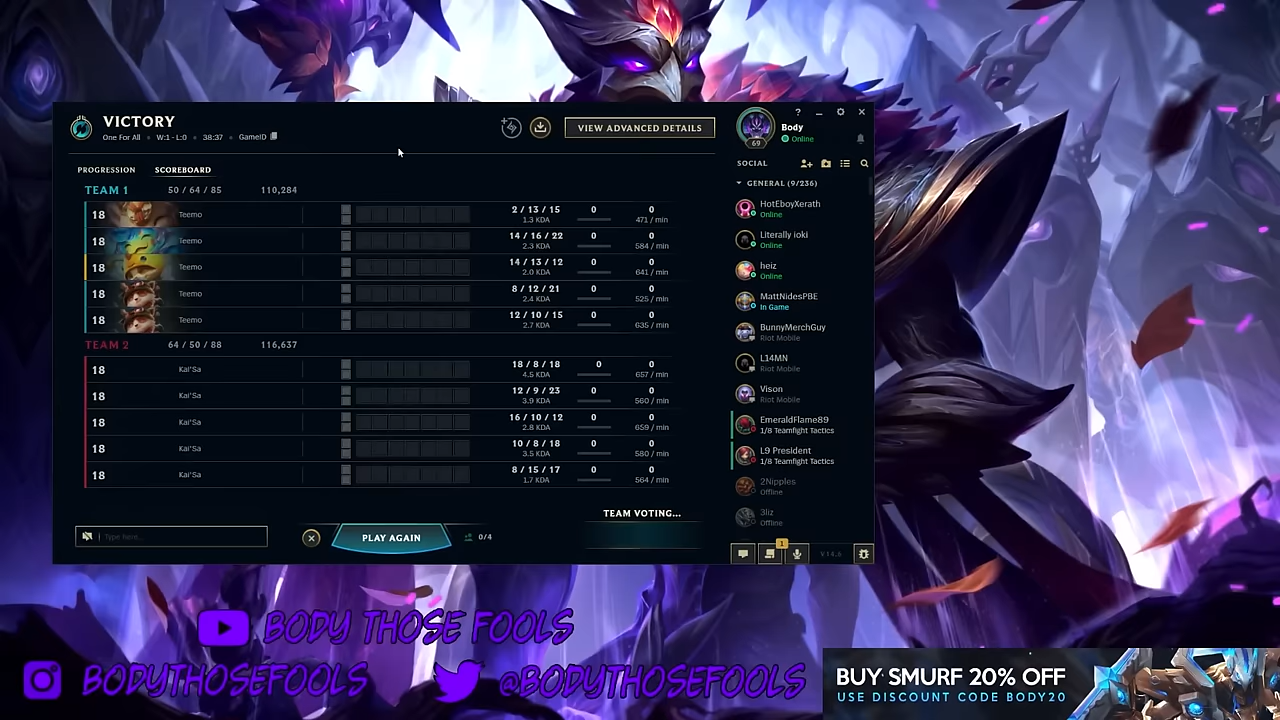 VICTORY
One For All • W:1 - L:0 • 38:37 • GameID
VIEW ADVANCED DETAILS
?
Body
Online
69
PROGRESSION SCOREBOARD
SOCIAL
TEAM 1 50 / 64 / 85 110,284
GENERAL (9/236)
18 Teemo 2 / 13 / 15 0 0
1.3 KDA 471 / min
18 Teemo 14 / 16 / 22 0 0
2.3 KDA 584 / min
18 Teemo 14 / 13 / 12 0 0
2.0 KDA 641 / min
18 Teemo 8 / 12 / 21 0 0
2.4 KDA 525 / min
18 Teemo 12 / 10 / 15 0 0
2.7 KDA 635 / min
TEAM 2 64 / 50 / 88 116,637
18 Kai'Sa 18 / 8 / 18 0 0
4.5 KDA 657 / min
18 Kai'Sa 12 / 9 / 23 0 0
3.9 KDA 560 / min
18 Kai'Sa 16 / 10 / 12 0 0
2.8 KDA 659 / min
18 Kai'Sa 10 / 8 / 18 0 0
3.5 KDA 580 / min
18 Kai'Sa 8 / 15 / 17 0 0
1.7 KDA 564 / min
HotEboyXerath
Online
Literally ioki
Online
heiz
Online
MattNidesPBE
In Game
BunnyMerchGuy
Riot Mobile
L14MN
Riot Mobile
Vison
Riot Mobile
EmeraldFlame89
1/8 Teamfight Tactics
L9 President
1/8 Teamfight Tactics
2Nipples
Offline
3liz
Offline
TEAM VOTING...
Type here...
PLAY AGAIN
0/4
1
V14.6
BODY THOSE FOOLS
BODYTHOSEFOOLS
@BODYTHOSEFOOLS
BUY SMURF 20% OFF
USE DISCOUNT CODE BODY20